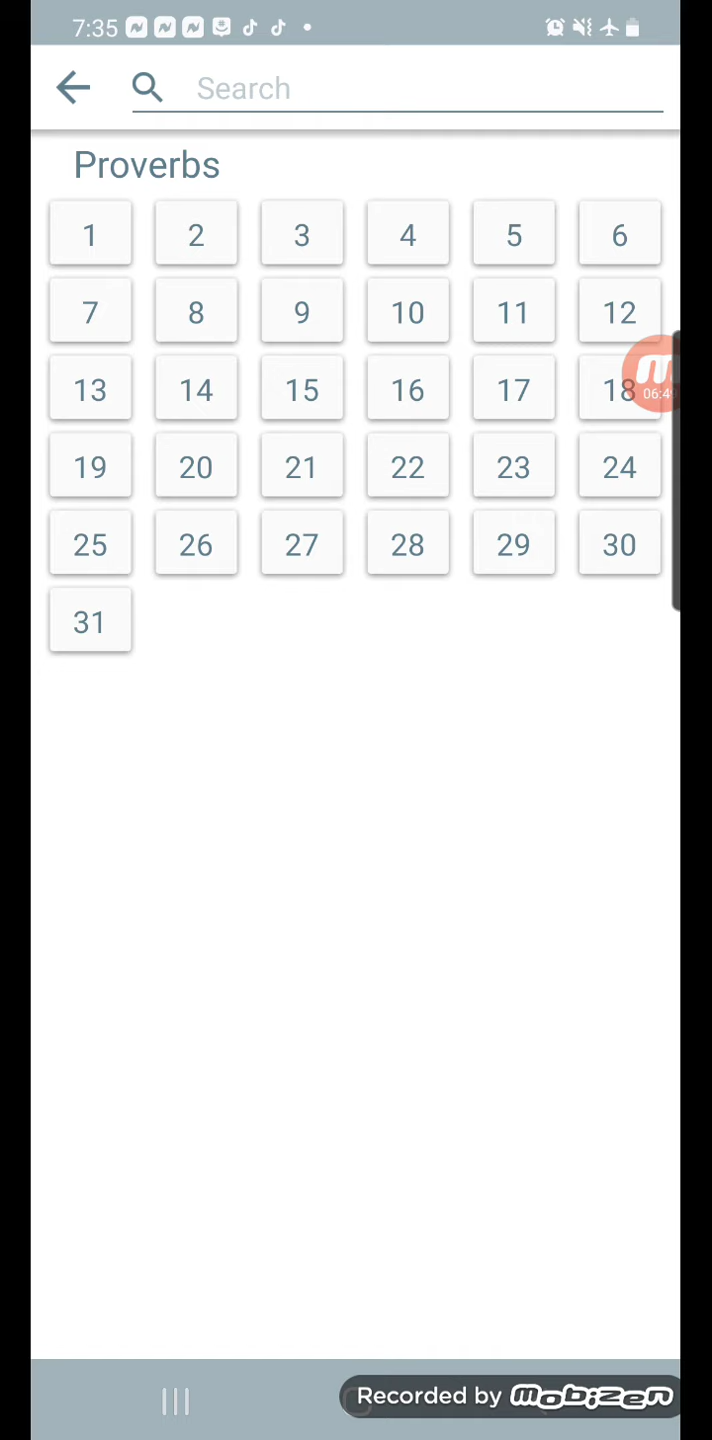 7:35
Search
Proverbs
1 2 3 4 5 6
7 8 9 10 11 12
13 14 15 16 17 18
06:49
19 20 21 22 23 24
25 26 27 28 29 30
31
Recorded by mobizen